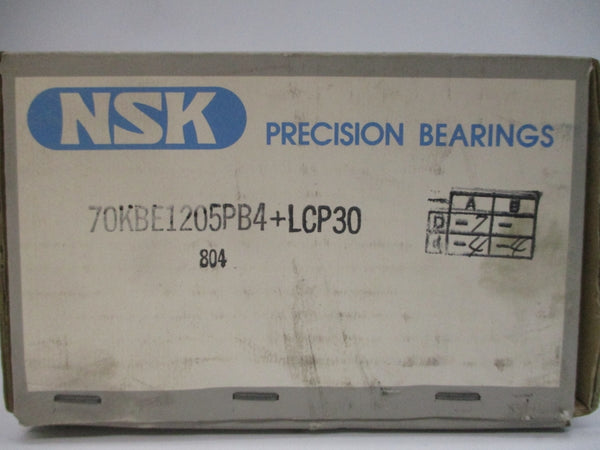 NSK PRECISION BEARINGS
70KBE1205PB4+LCP30
804
A B
D -7 -
d -4 -4